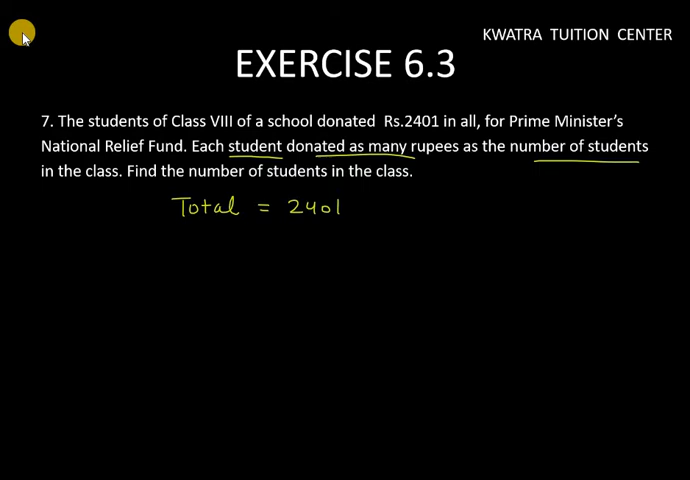 KWATRA TUITION CENTER
EXERCISE 6.3
7. The students of Class VIII of a school donated Rs.2401 in all, for Prime Minister's
National Relief Fund. Each student donated as many rupees as the number of students
in the class. Find the number of students in the class.
Total = 2401